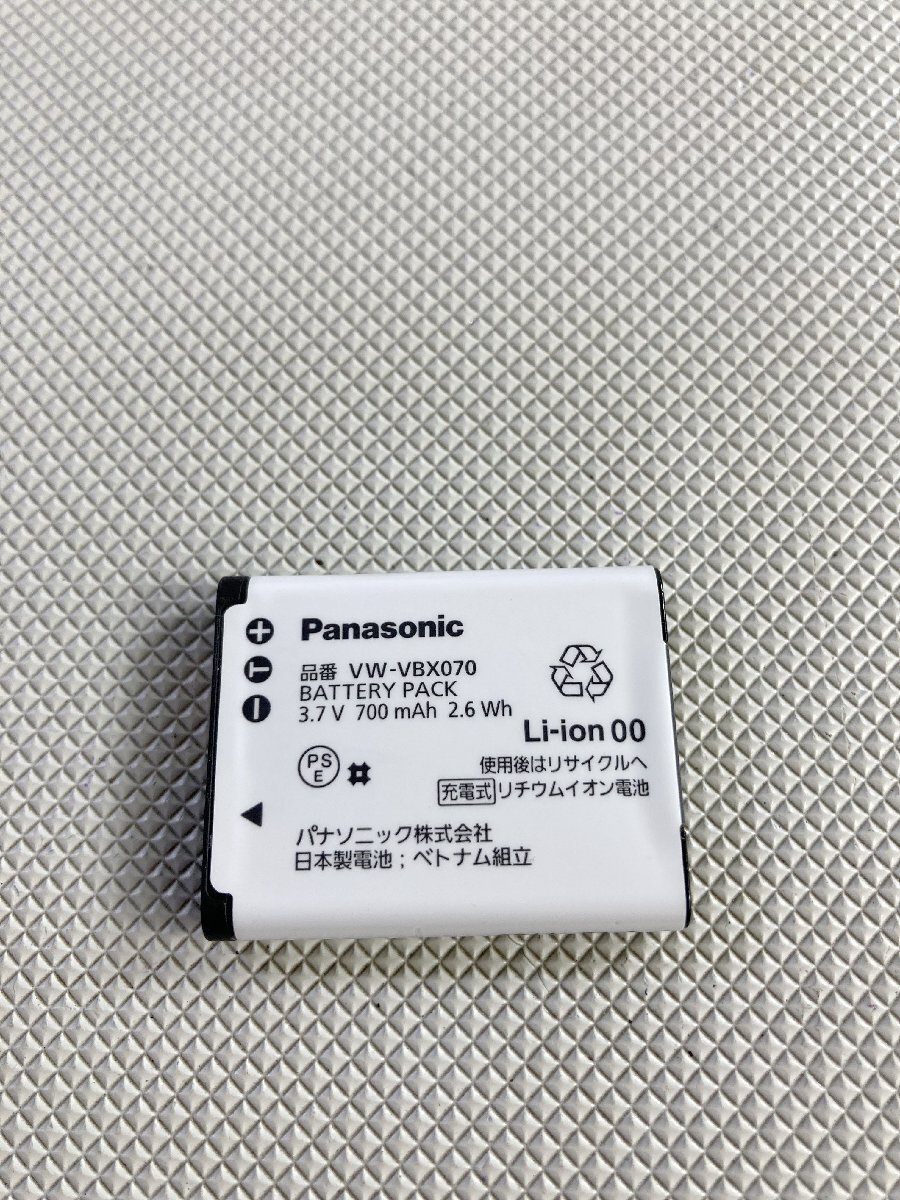 Panasonic
品番 VW-VBX070
BATTERY PACK
3.7 V 700 mAh 2.6 Wh
Li-ion 00
PS
E
使用後はリサイクルへ
充電式 リチウムイオン電池
パナソニック株式会社
日本製電池；ベトナム組立